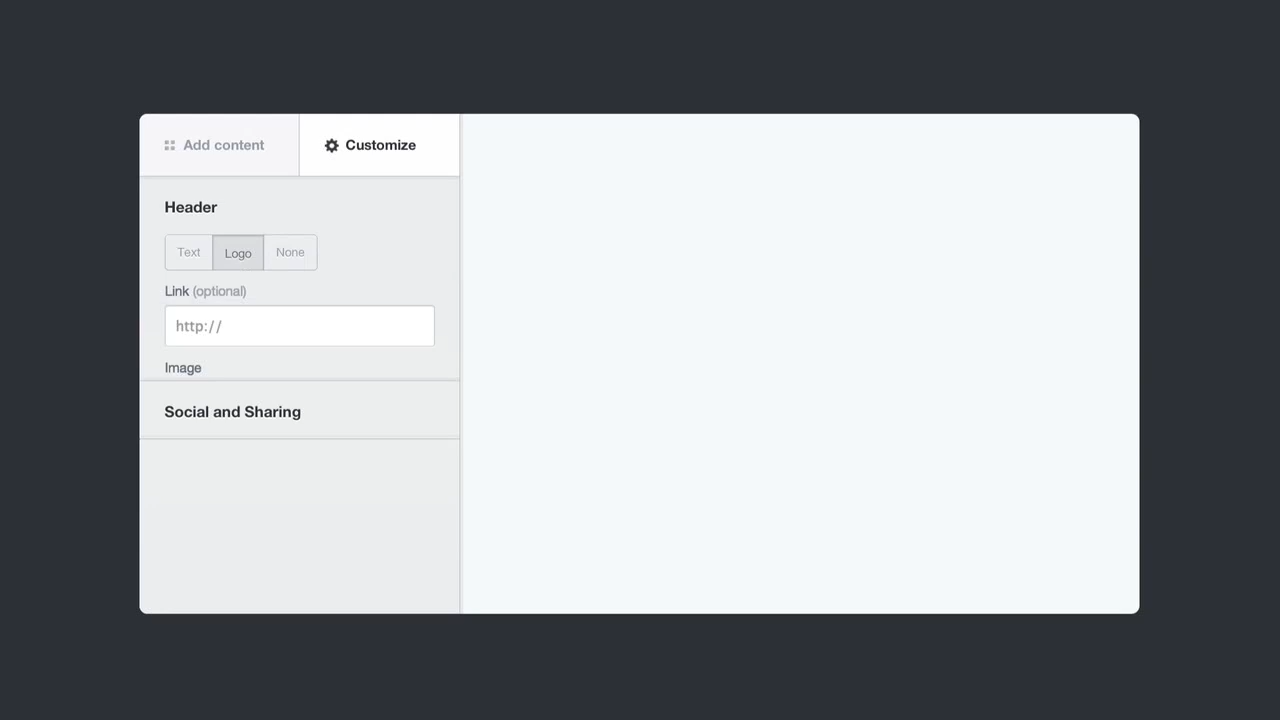 Add content
Customize
Header
Text Logo None
Link (optional)
http://
Image
Social and Sharing